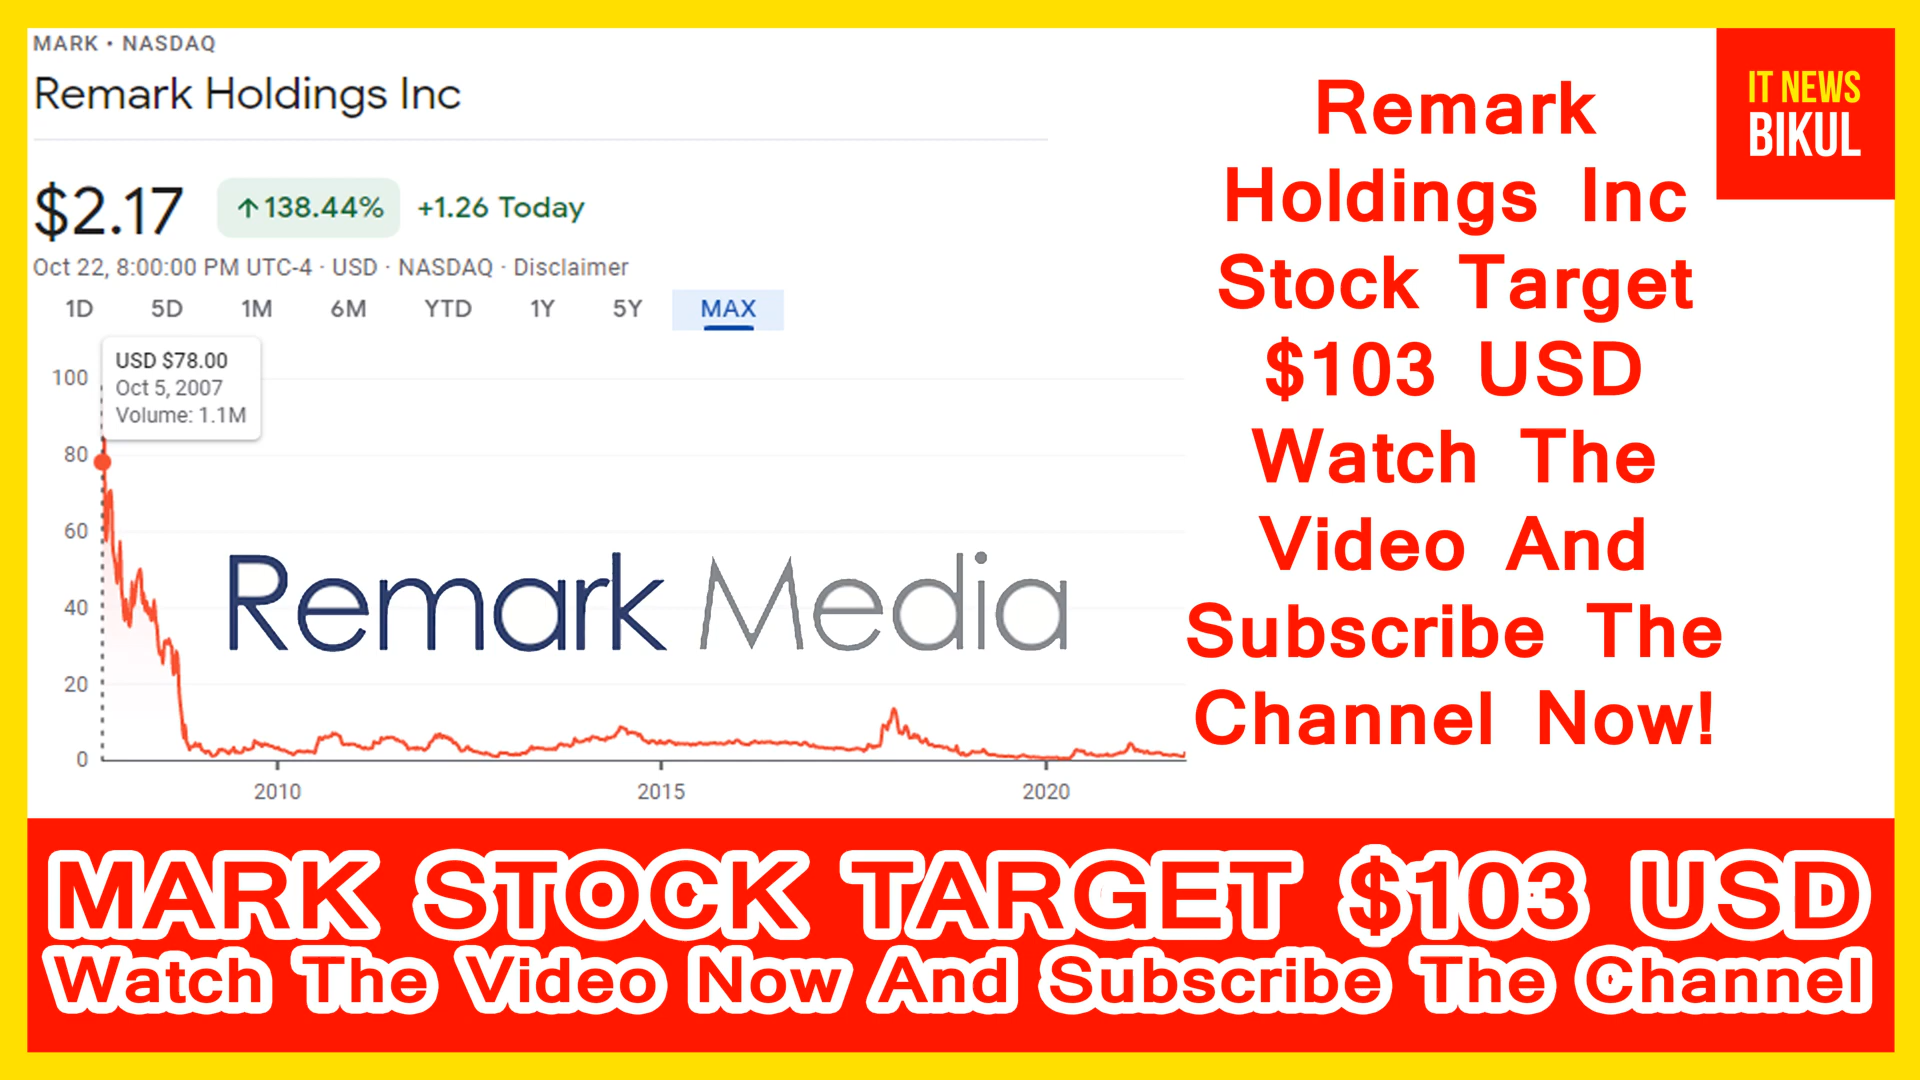 MARK • NASDAQ
Remark Holdings Inc
$2.17 ↑138.44% +1.26 Today
Oct 22, 8:00:00 PM UTC-4 · USD · NASDAQ · Disclaimer
1D 5D 1M 6M YTD 1Y 5Y MAX
USD $78.00
Oct 5, 2007
Volume: 1.1M
100
80
60
40
20
0
2010 2015 2020
Remark Media
Remark
Holdings Inc
Stock Target
$103 USD
Watch The
Video And
Subscribe The
Channel Now!
IT NEWS
BIKUL
MARK STOCK TARGET $103 USD
Watch The Video Now And Subscribe The Channel